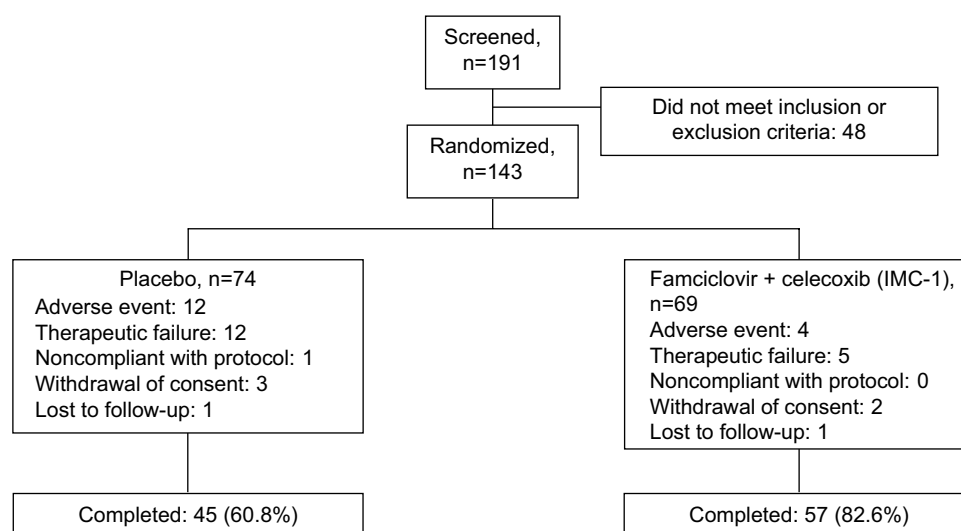 Screened,
n=191
Did not meet inclusion or
exclusion criteria: 48
Randomized,
n=143
Placebo, n=74
Adverse event: 12
Therapeutic failure: 12
Noncompliant with protocol: 1
Withdrawal of consent: 3
Lost to follow-up: 1
Famciclovir + celecoxib (IMC-1),
n=69
Adverse event: 4
Therapeutic failure: 5
Noncompliant with protocol: 0
Withdrawal of consent: 2
Lost to follow-up: 1
Completed: 45 (60.8%)
Completed: 57 (82.6%)